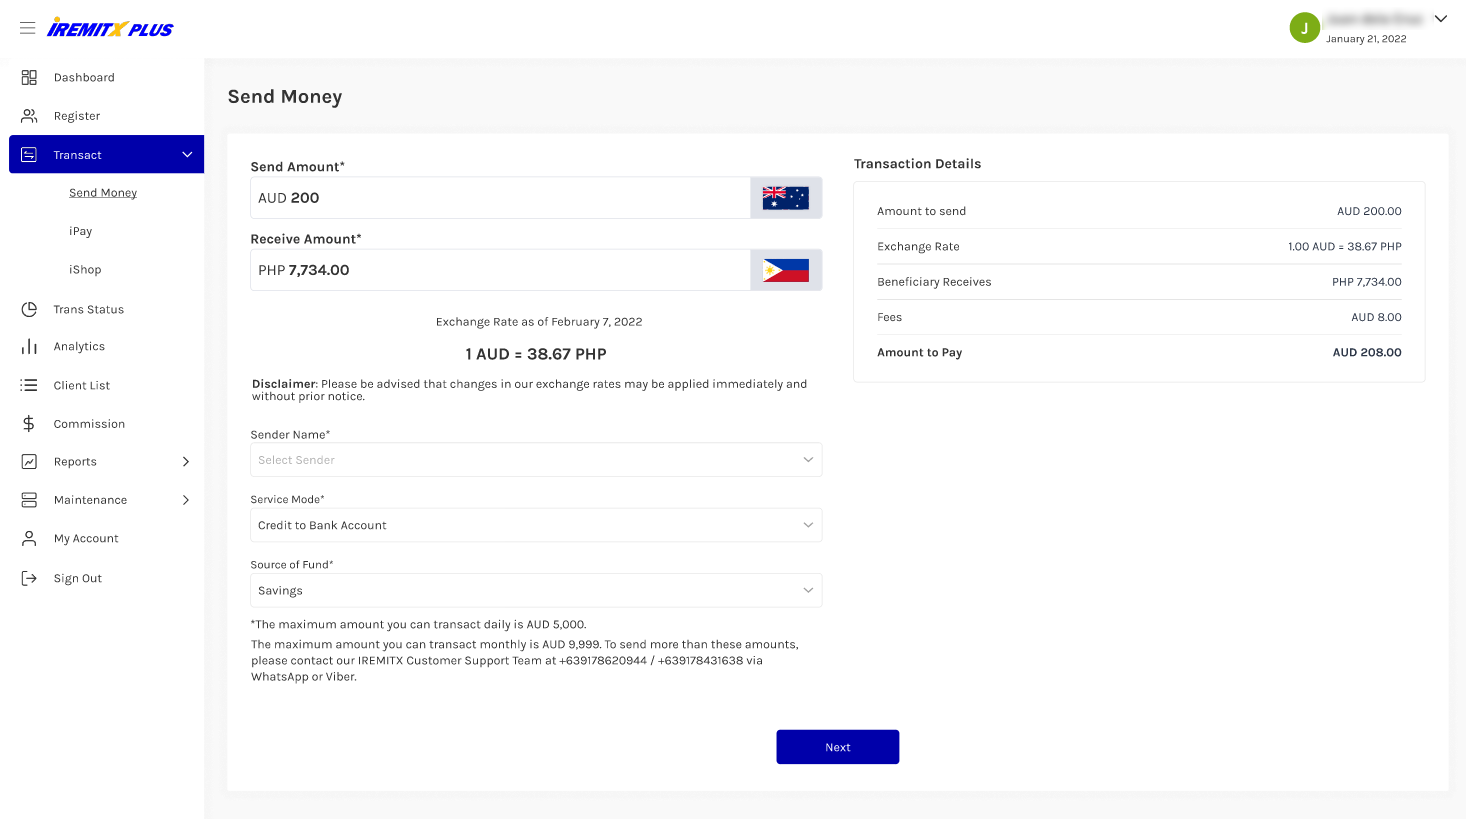 iREMITX PLUS
J
January 21, 2022
Dashboard
Register
Transact
Send Money
iPay
iShop
Trans Status
Analytics
Client List
Commission
Reports
Maintenance
My Account
Sign Out
Send Money
Send Amount*
AUD 200
Receive Amount*
PHP 7,734.00
Exchange Rate as of February 7, 2022
1 AUD = 38.67 PHP
Disclaimer: Please be advised that changes in our exchange rates may be applied immediately and
without prior notice.
Sender Name*
Select Sender
Service Mode*
Credit to Bank Account
Source of Fund*
Savings
*The maximum amount you can transact daily is AUD 5,000.
The maximum amount you can transact monthly is AUD 9,999. To send more than these amounts,
please contact our IREMITX Customer Support Team at +639178620944 / +639178431638 via
WhatsApp or Viber.
Transaction Details
Amount to send AUD 200.00
Exchange Rate 1.00 AUD = 38.67 PHP
Beneficiary Receives PHP 7,734.00
Fees AUD 8.00
Amount to Pay AUD 208.00
Next